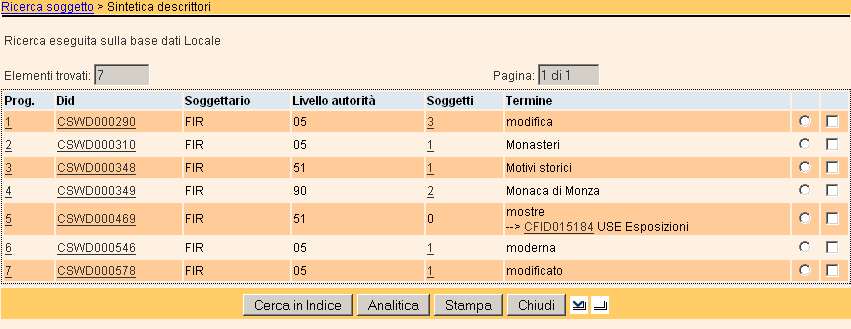 Ricerca soggetto > Sintetica descrittori
Ricerca eseguita sulla base dati Locale
Elementi trovati: 7 Pagina: 1 di 1
Prog. Did Soggettario Livello autorità Soggetti Termine
1 CSWD000290 FIR 05 3 modifica
2 CSWD000310 FIR 05 1 Monasteri
3 CSWD000348 FIR 51 1 Motivi storici
4 CSWD000349 FIR 90 2 Monaca di Monza
5 CSWD000469 FIR 51 0 mostre
--> CFID015184 USE Esposizioni
6 CSWD000546 FIR 05 1 moderna
7 CSWD000578 FIR 05 1 modificato
Cerca in Indice Analitica Stampa Chiudi